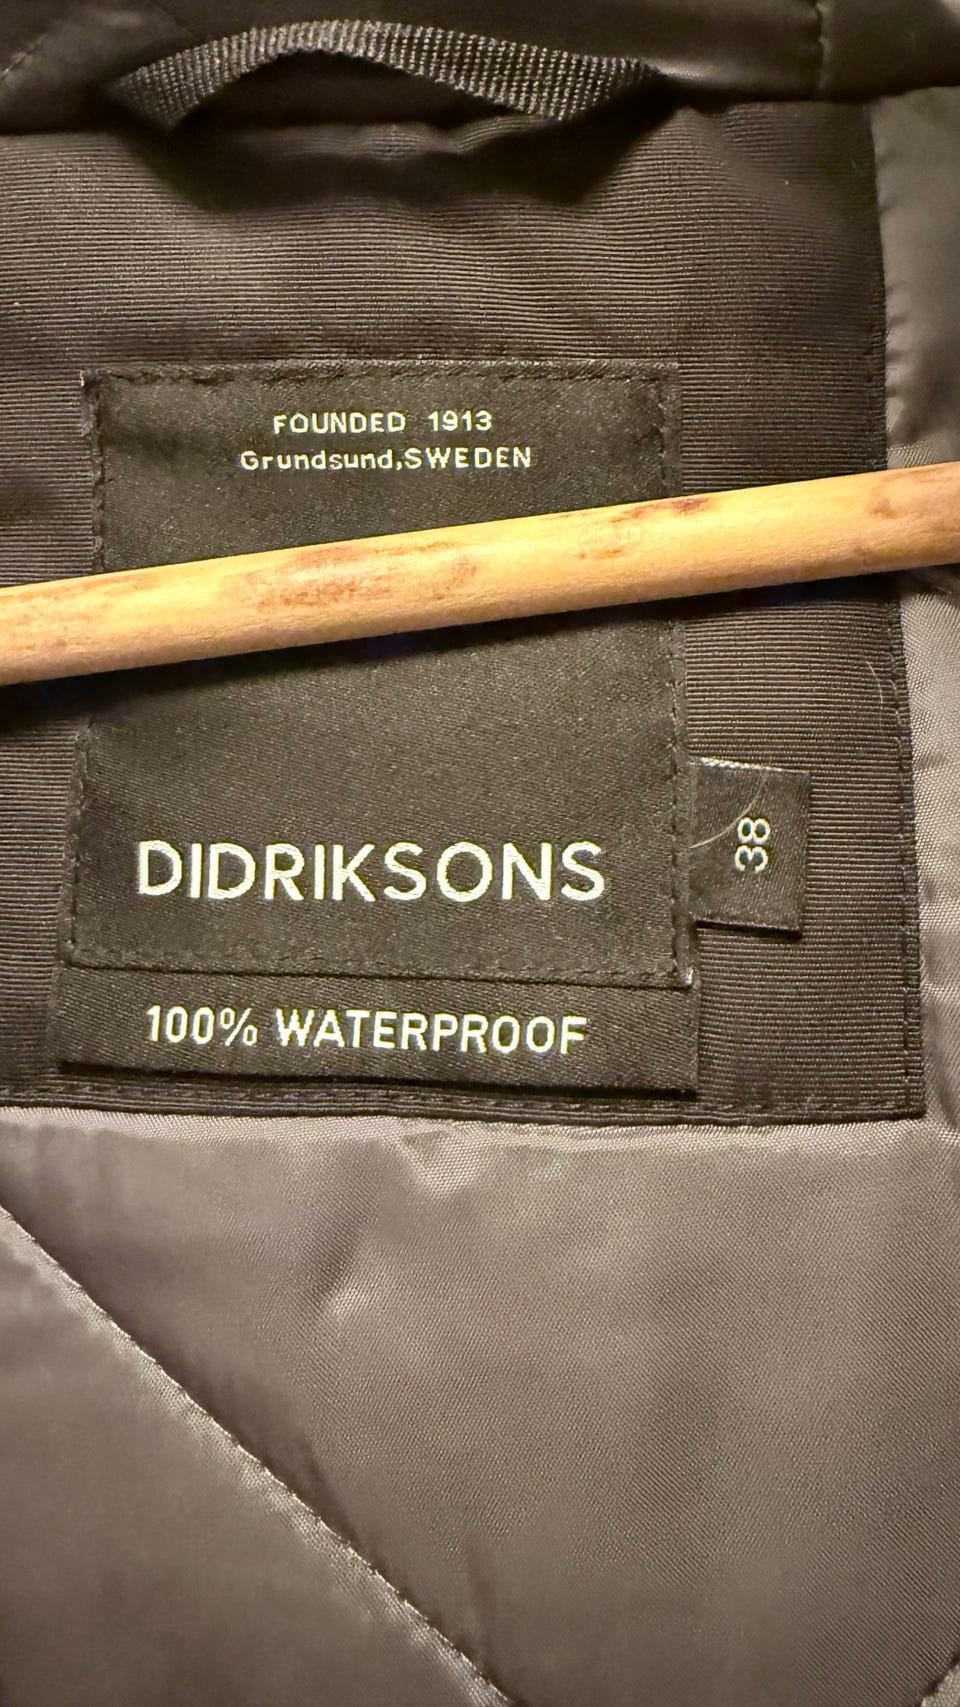 FOUNDED 1913
Grundsund,SWEDEN
DIDRIKSONS
38
100% WATERPROOF